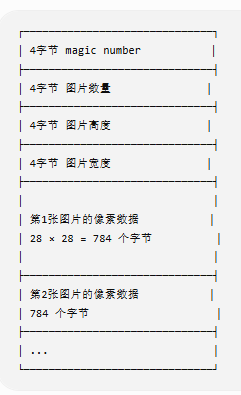 4字节 magic number
4字节 图片数量
4字节 图片高度
4字节 图片宽度
第1张图片的像素数据
28 × 28 = 784 个字节
第2张图片的像素数据
784 个字节
...